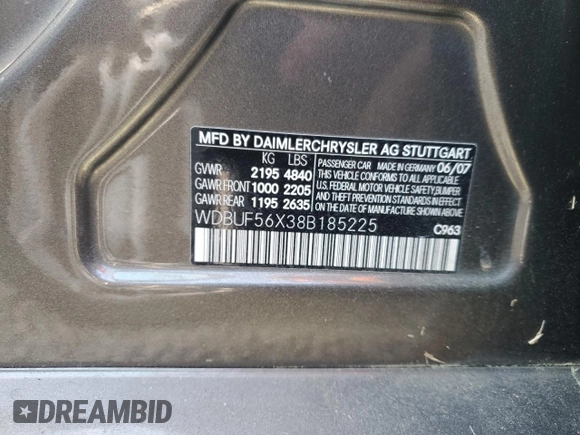 MFD BY DAIMLERCHRYSLER AG STUTTGART
KG LBS
GVWR 2195 4840
GAWR FRONT 1000 2205
GAWR REAR 1195 2635
PASSENGER CAR MADE IN GERMANY 06/07
THIS VEHICLE CONFORMS TO ALL APPLICABLE
U.S. FEDERAL MOTOR VEHICLE SAFETY,BUMPER
AND THEFT PREVENTION STANDARDS IN EFFECT
ON THE DATE OF MANUFACTURE SHOWN ABOVE
WDBUF56X38B185225
C963
DREAMBID